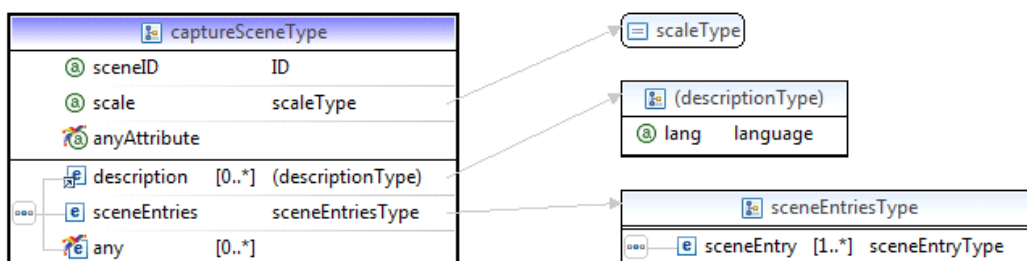 captureSceneType
sceneID ID
scale scaleType
anyAttribute
description [0..*] (descriptionType)
sceneEntries sceneEntriesType
any [0..*]
scaleType
(descriptionType)
lang language
sceneEntriesType
sceneEntry [1..*] sceneEntryType